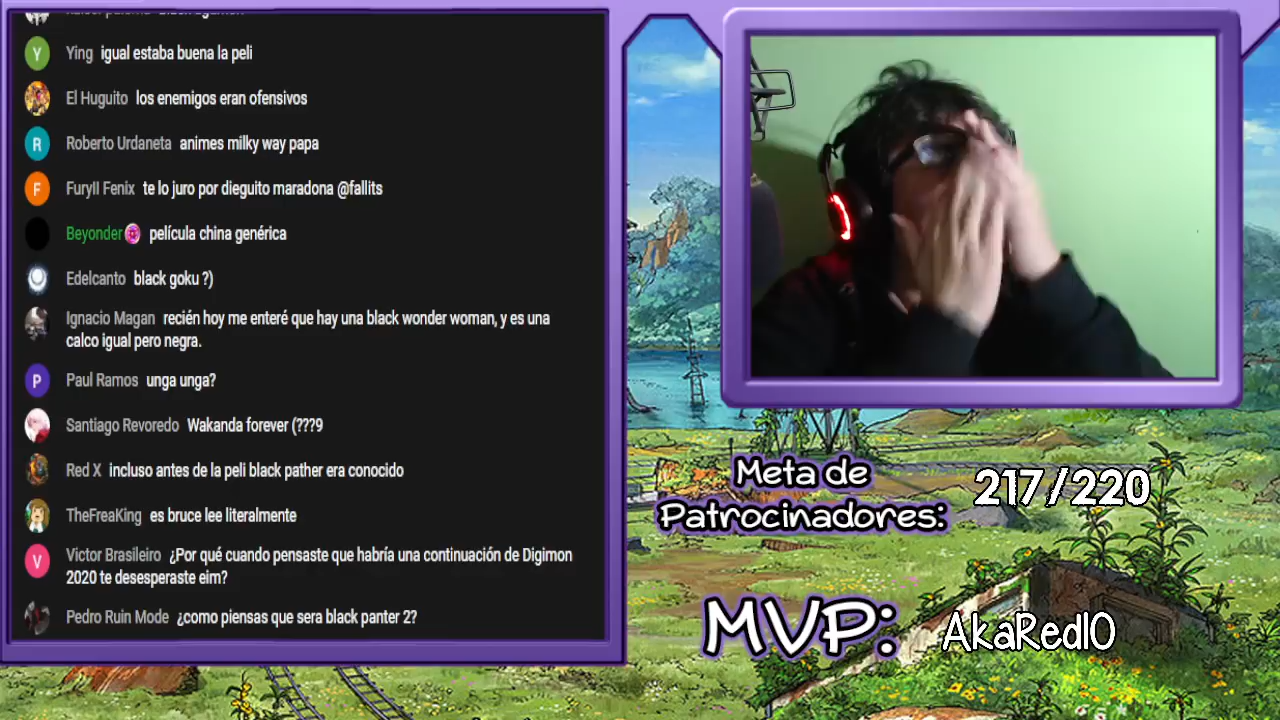 Y Ying igual estaba buena la peli
El Huguito los enemigos eran ofensivos
R Roberto Urdaneta animes milky way papa
F FuryII Fenix te lo juro por dieguito maradona @fallits
Beyonder película china genérica
Edelcanto black goku ?)
Ignacio Magan recién hoy me enteré que hay una black wonder woman, y es una
calco igual pero negra.
P Paul Ramos unga unga?
Santiago Revoredo Wakanda forever (???9
Red X incluso antes de la peli black pather era conocido
TheFreaKing es bruce lee literalmente
V Victor Brasileiro ¿Por qué cuando pensaste que habría una continuación de Digimon
2020 te desesperaste eim?
Pedro Ruin Mode ¿como piensas que sera black panter 2?
Meta de
Patrocinadores:
217/220
MVP:
AkaRed10